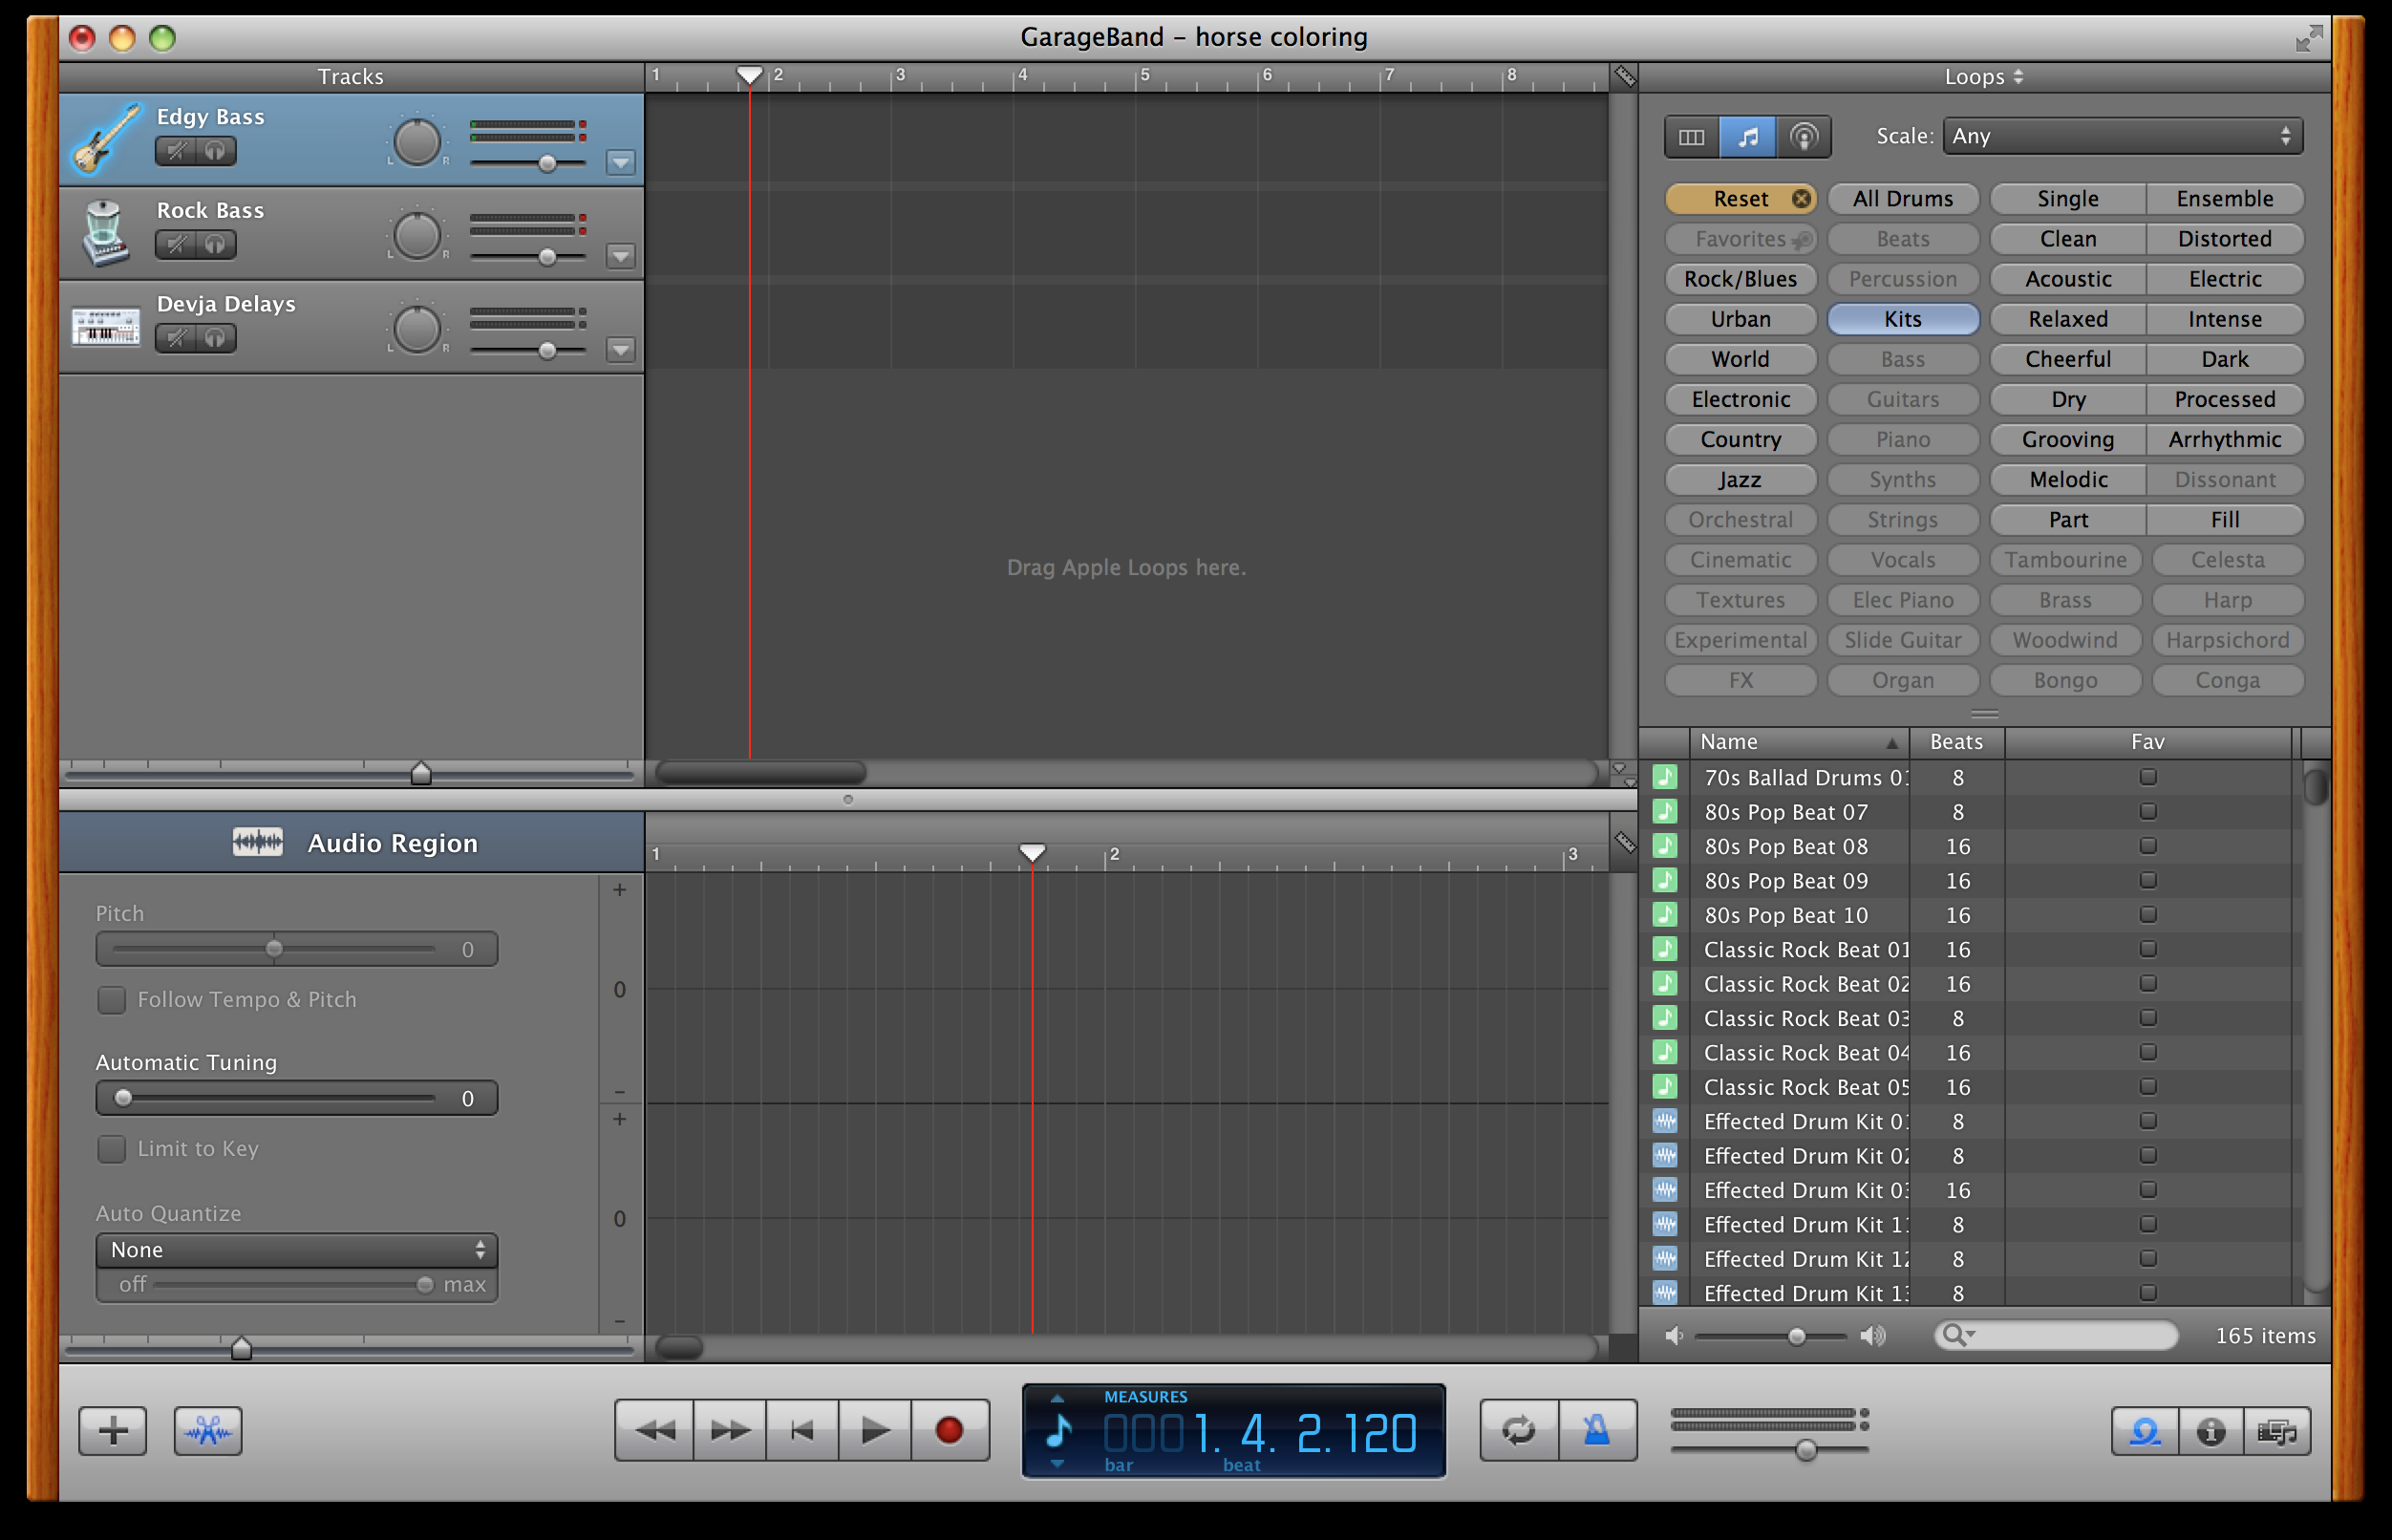 GarageBand – horse coloring
Tracks
1 2 3 4 5 6 7 8
Loops
Edgy Bass
L R
Rock Bass
L R
Devja Delays
L R
Drag Apple Loops here.
Scale: Any
Reset All Drums Single Ensemble
Favorites Beats Clean Distorted
Rock/Blues Percussion Acoustic Electric
Urban Kits Relaxed Intense
World Bass Cheerful Dark
Electronic Guitars Dry Processed
Country Piano Grooving Arrhythmic
Jazz Synths Melodic Dissonant
Orchestral Strings Part Fill
Cinematic Vocals Tambourine Celesta
Textures Elec Piano Brass Harp
Experimental Slide Guitar Woodwind Harpsichord
FX Organ Bongo Conga
Name Beats Fav
70s Ballad Drums 01 8
80s Pop Beat 07 8
80s Pop Beat 08 16
80s Pop Beat 09 16
80s Pop Beat 10 16
Classic Rock Beat 01 16
Classic Rock Beat 02 16
Classic Rock Beat 03 8
Classic Rock Beat 04 16
Classic Rock Beat 05 16
Effected Drum Kit 01 8
Effected Drum Kit 02 8
Effected Drum Kit 03 16
Effected Drum Kit 11 8
Effected Drum Kit 12 8
Effected Drum Kit 13 8
165 items
Audio Region
1 2 3
Pitch
0
Follow Tempo & Pitch
Automatic Tuning
0
Limit to Key
Auto Quantize
None
off max
+
0
–
+
0
–
MEASURES
0001. 4. 2. 120
bar beat